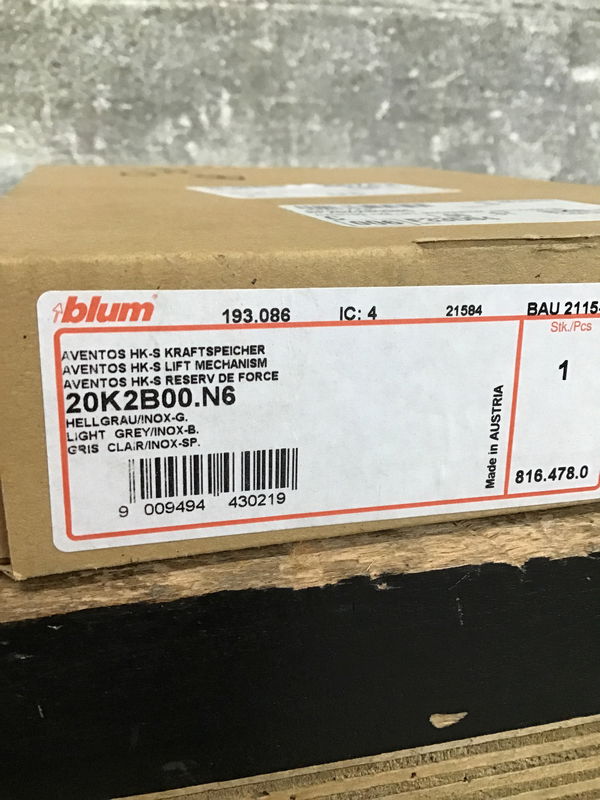 blum
193.086 IC: 4 21584 BAU 2115-
AVENTOS HK-S KRAFTSPEICHER
AVENTOS HK-S LIFT MECHANISM
AVENTOS HK-S RESERV DE FORCE
20K2B00.N6
HELLGRAU/INOX-G.
LIGHT GREY/INOX-B.
GRIS CLAIR/INOX-SP.
9 009494 430219
Made in AUSTRIA
Stk./Pcs
1
816.478.0